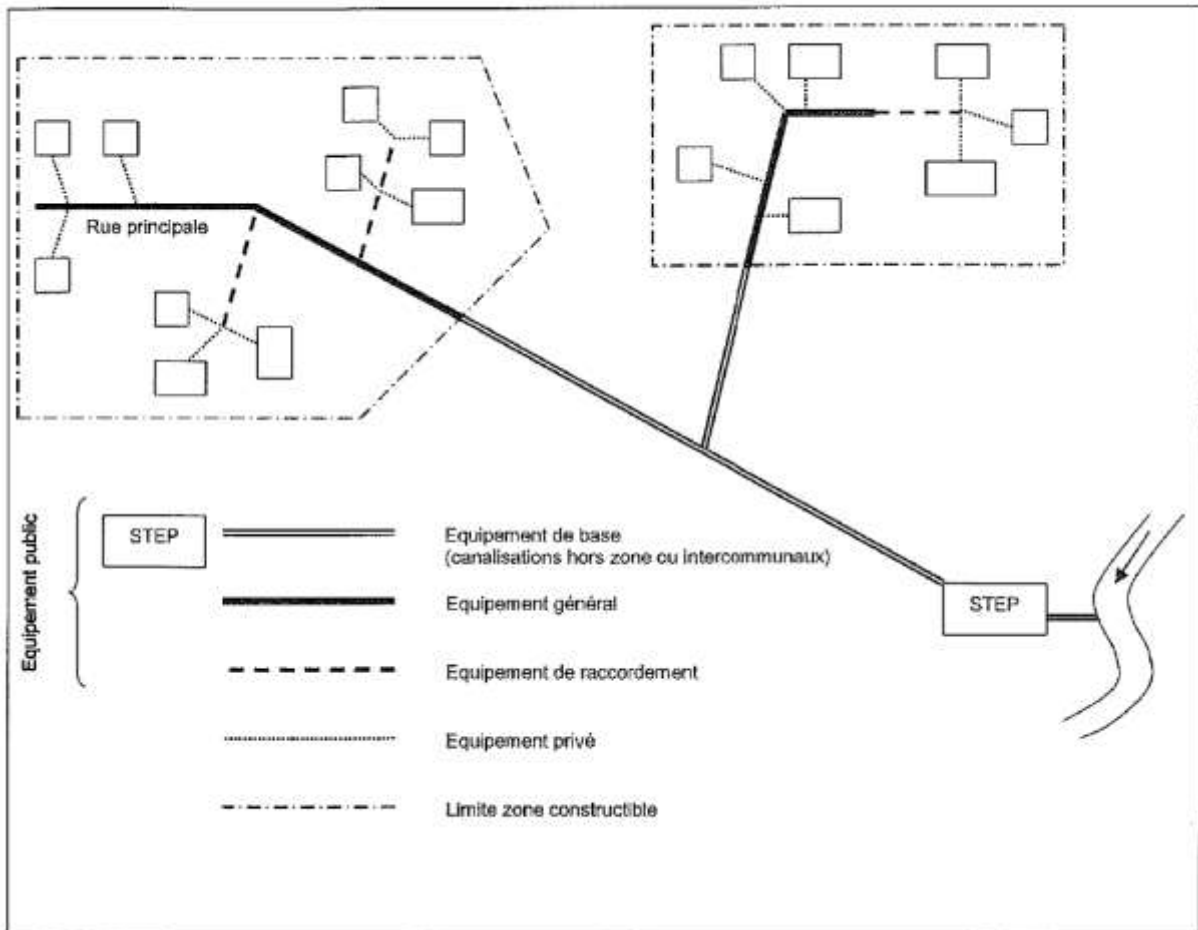 Rue principale
Equipement public
STEP
Equipement de base
(canalisations hors zone ou intercommunaux)
STEP
Equipement général
Equipement de raccordement
Equipement privé
Limite zone constructible